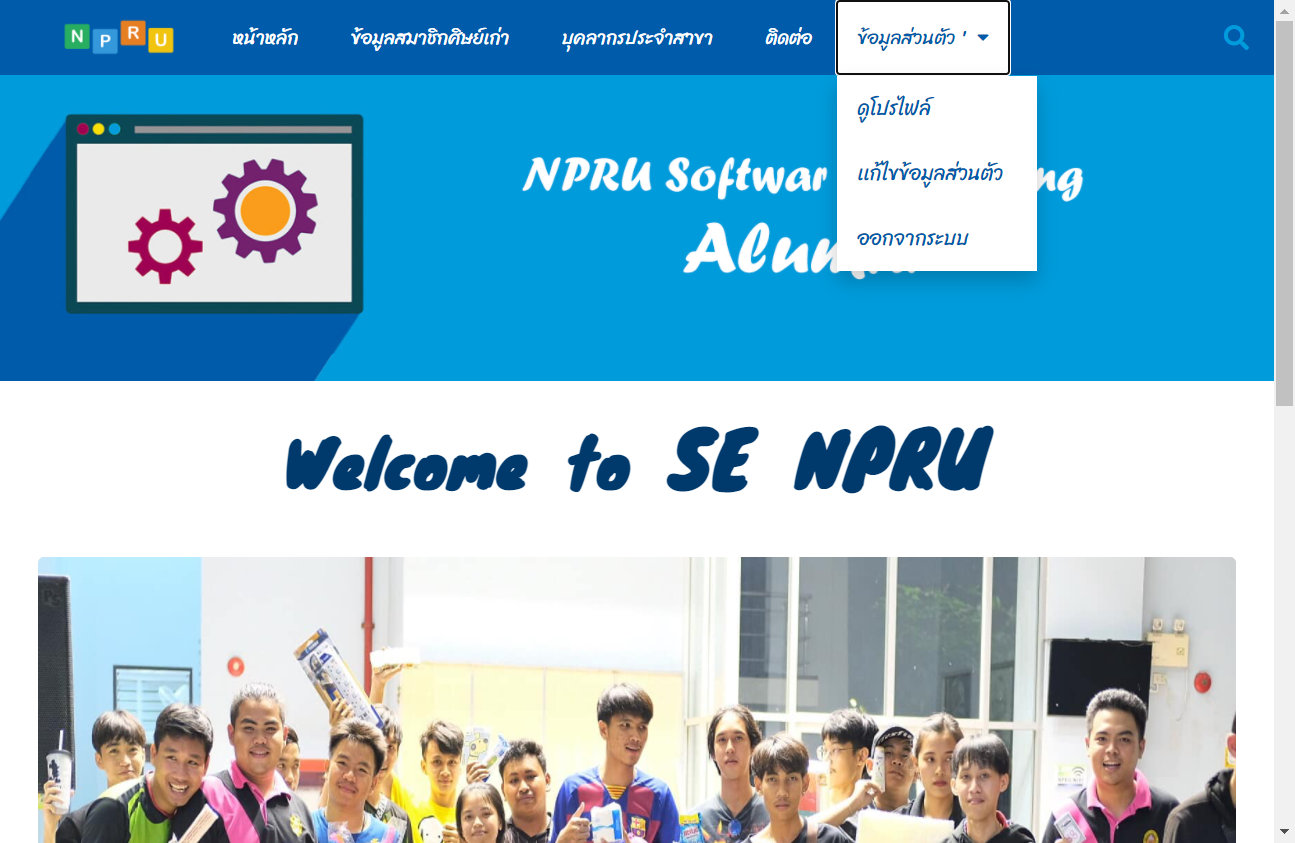 NPRU
หน้าหลัก ข้อมูลสมาชิกศิษย์เก่า บุคลากรประจำสาขา ติดต่อ ข้อมูลส่วนตัว '
ดูโปรไฟล์
แก้ไขข้อมูลส่วนตัว
ออกจากระบบ
NPRU Softwar ng
Alumni
Welcome to SE NPRU